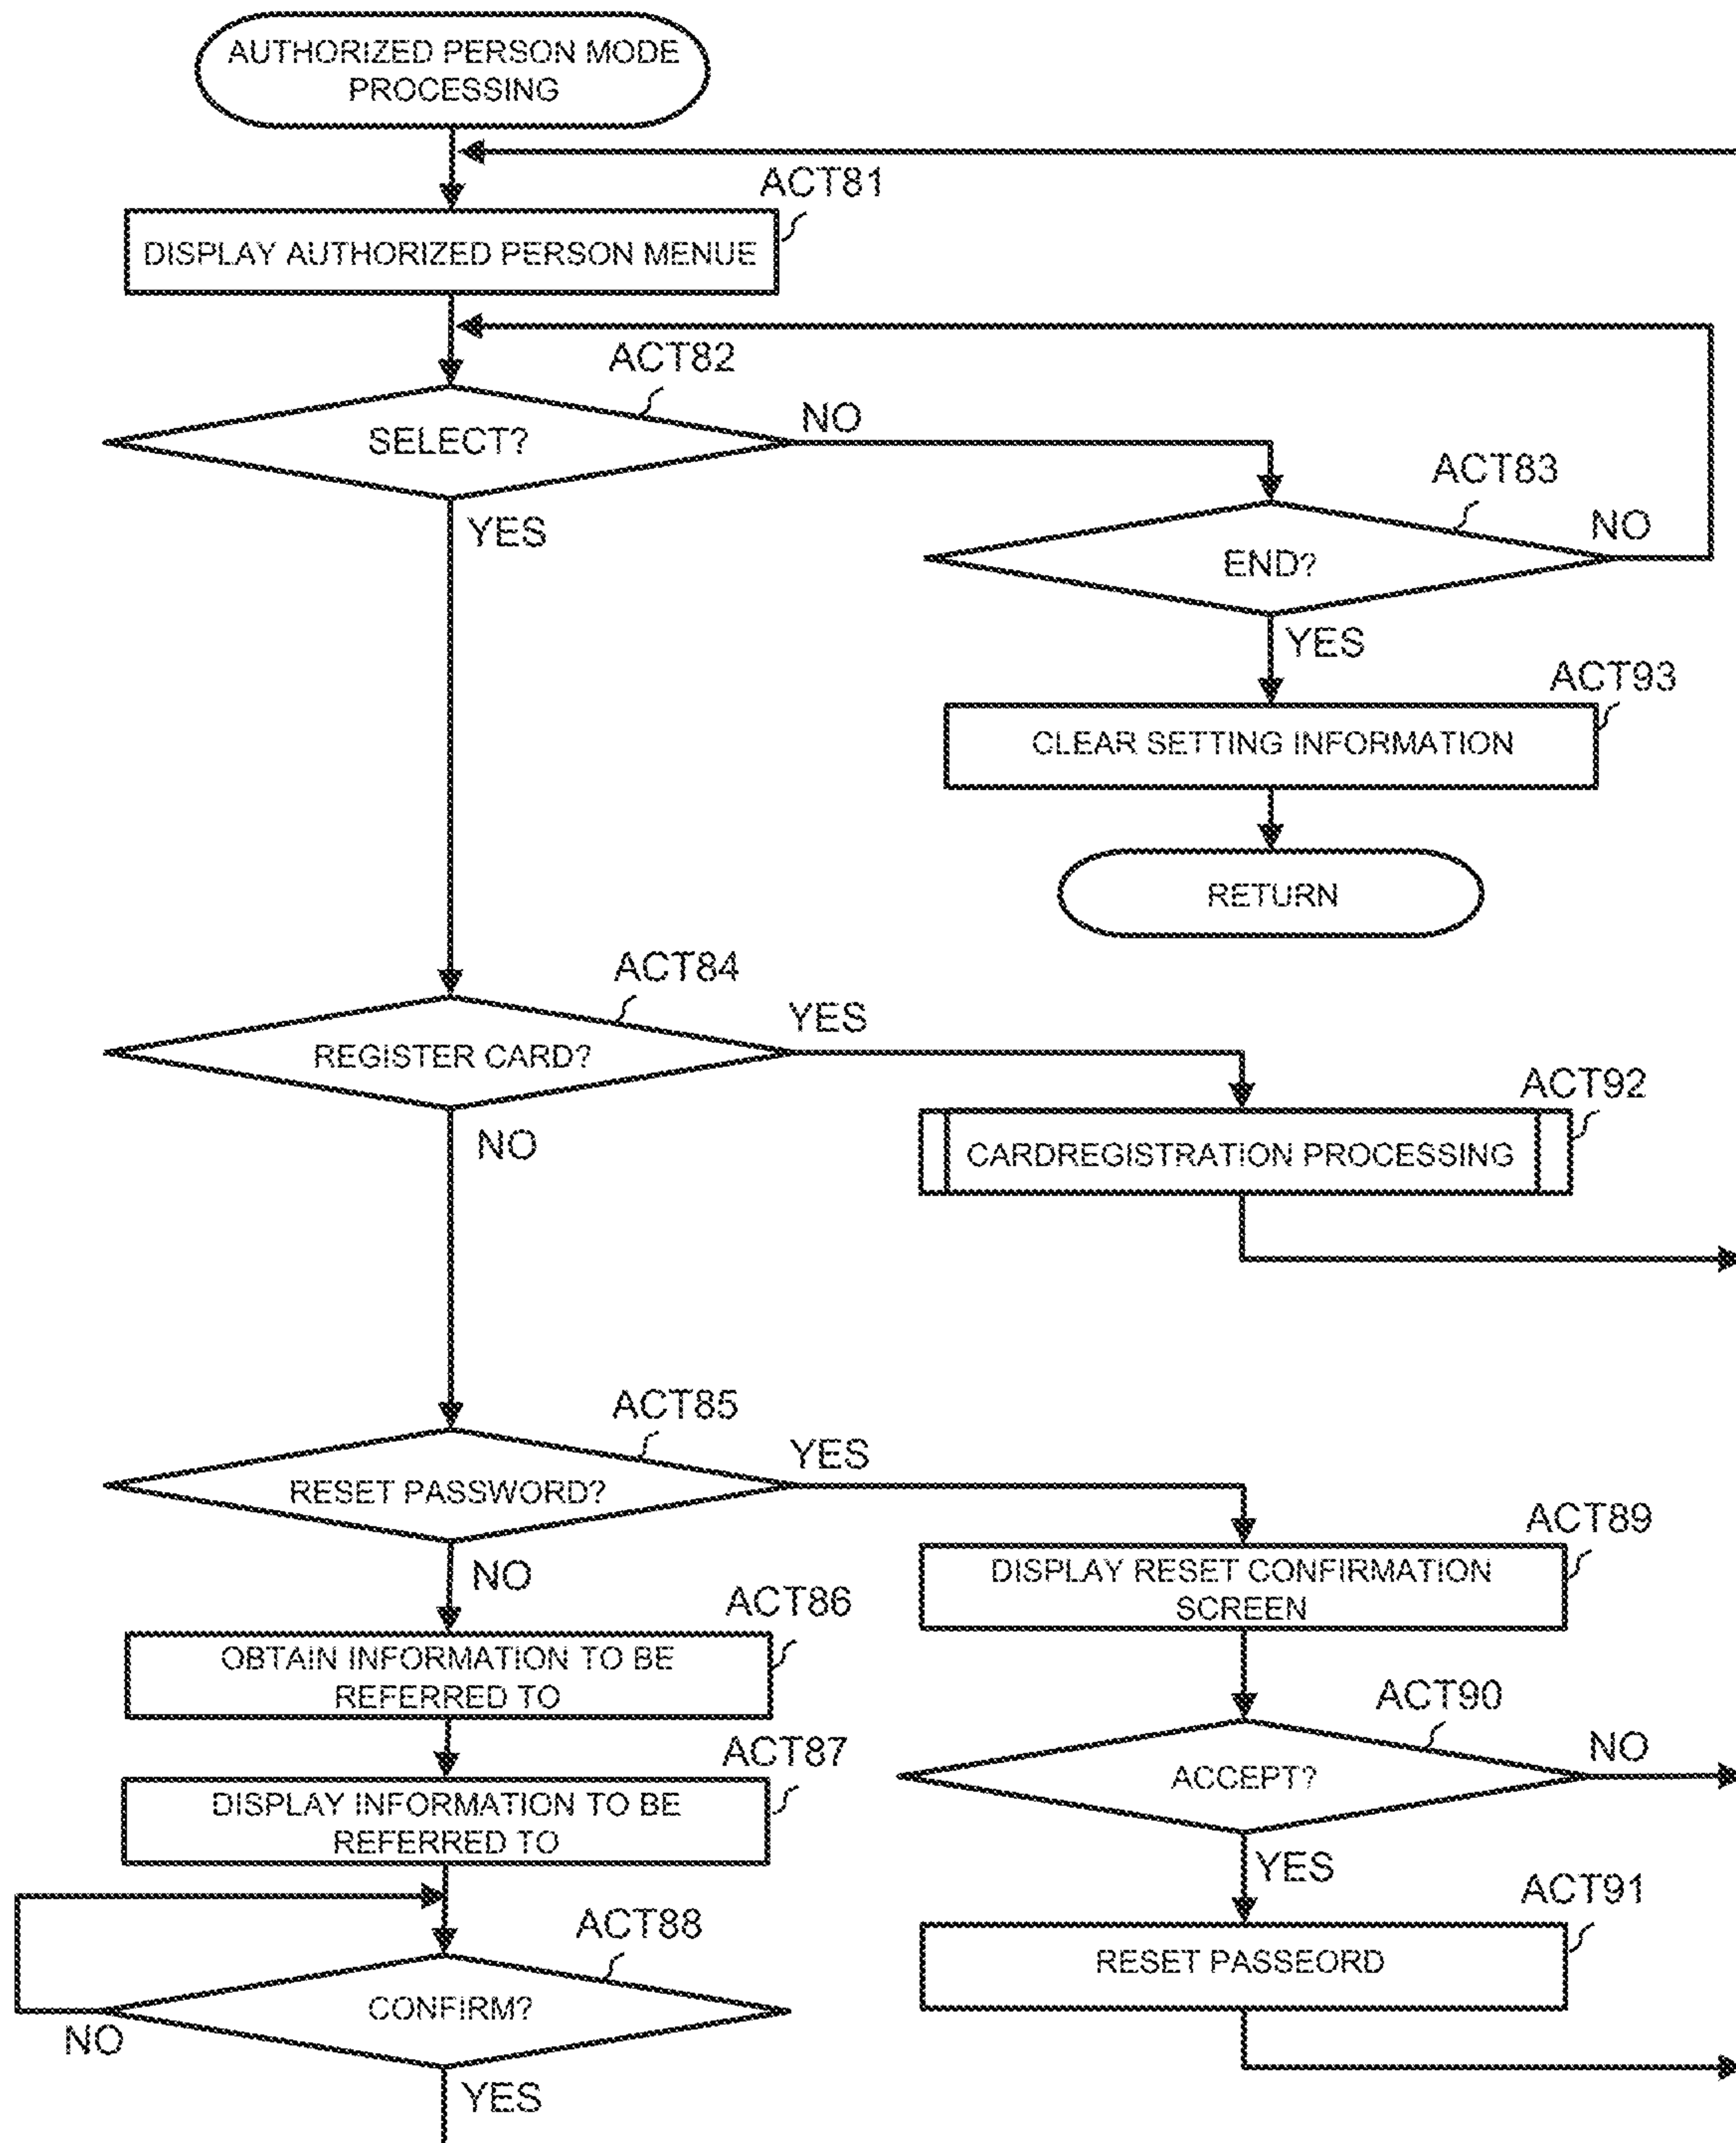 AUTHORIZED PERSON MODE
PROCESSING
ACT81
DISPLAY AUTHORIZED PERSON MENUE
ACT82
SELECT?
NO
YES
ACT83
END?
NO
YES
ACT93
CLEAR SETTING INFORMATION
RETURN
ACT84
REGISTER CARD?
YES
NO
ACT92
CARDREGISTRATION PROCESSING
ACT85
RESET PASSWORD?
YES
NO
ACT89
DISPLAY RESET CONFIRMATION
SCREEN
ACT86
OBTAIN INFORMATION TO BE
REFERRED TO
ACT90
ACCEPT?
NO
YES
ACT87
DISPLAY INFORMATION TO BE
REFERRED TO
ACT91
RESET PASSEORD
ACT88
CONFIRM?
NO
YES